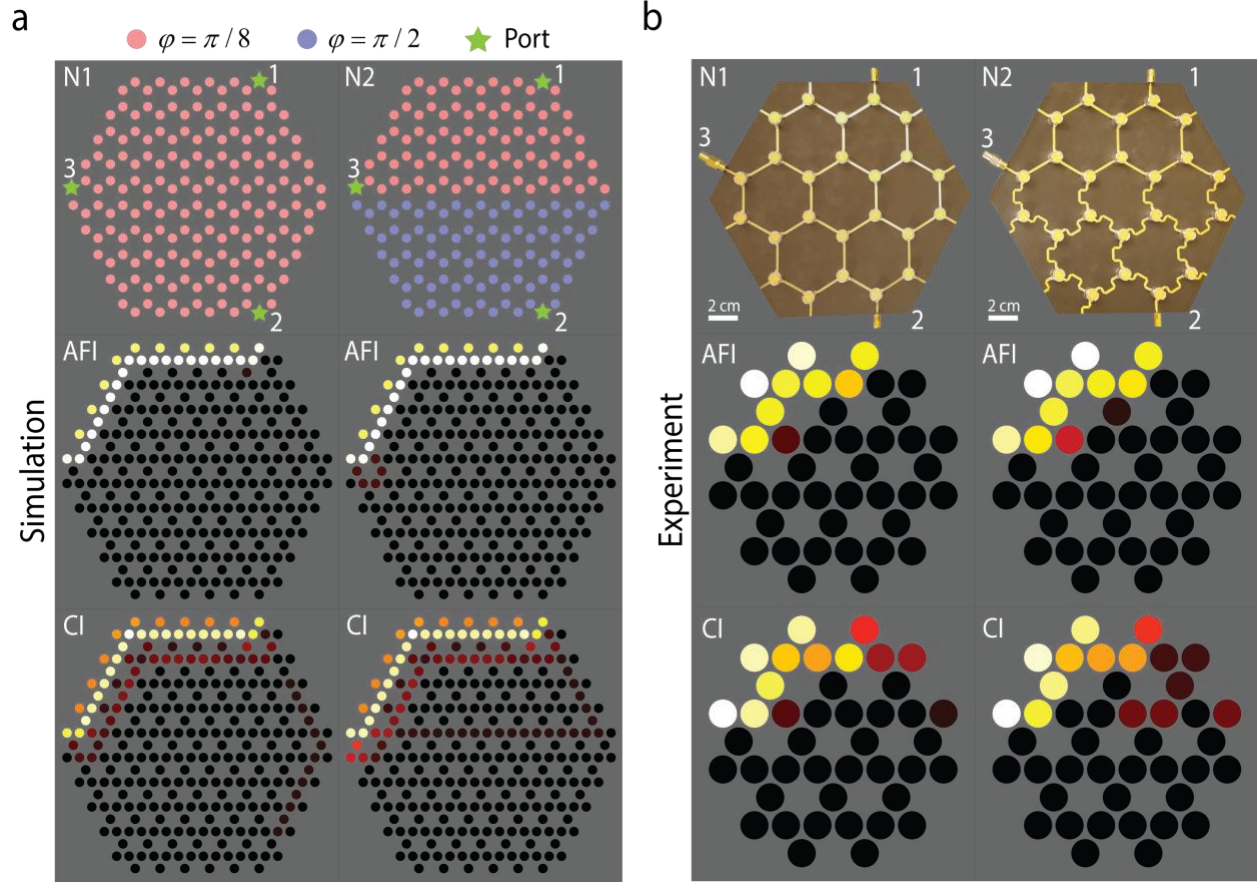 a
φ = π / 8
φ = π / 2
Port
N1
1
3
2
N2
1
3
2
Simulation
AFI
AFI
CI
CI
b
N1
1
3
2 cm
2
N2
1
3
2 cm
2
Experiment
AFI
AFI
CI
CI